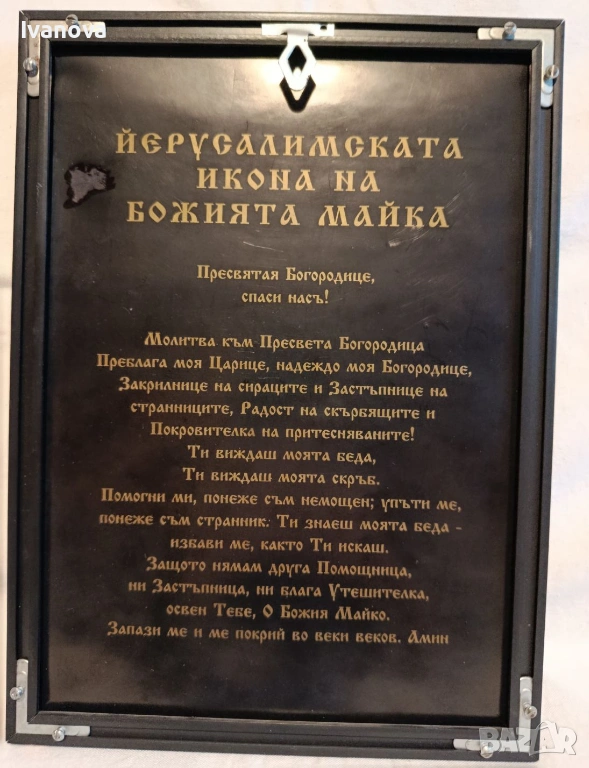 Ivanova
ЙЕРУСАЛИМСКАТА
ИКОНА НА
БОЖИЯТА МАЙКА
Пресвятая Богородице,
спаси насъ!
Молитва към Пресвета Богородица
Преблага моя Царице, надеждо моя Богородице,
Закрилнице на сираците и Застъпнице на
странниците, Радост на скърбящите и
Покровителка на притесняваните!
Ти виждаш моята беда,
Ти виждаш моята скръб.
Помогни ми, понеже съм немощен; упъти ме,
понеже съм странник. Ти знаеш моята беда -
избави ме, както Ти искаш.
Защото нямам друга Помощница,
ни Застъпница, ни блага Утешителка,
освен Тебе, О Божия Майко.
Запази ме и ме покрий во веки веков. Амин
BAZAR